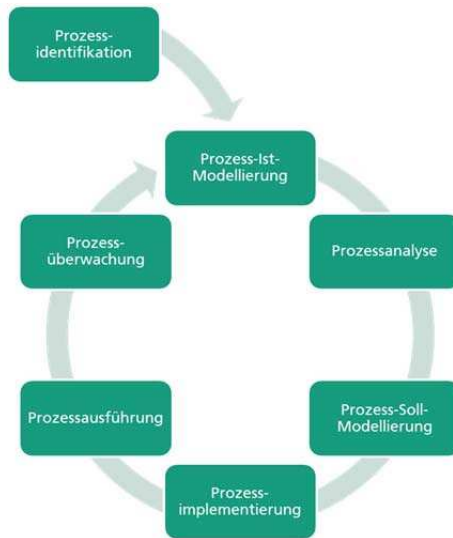 Prozess-
identifikation
Prozess-Ist-
Modellierung
Prozessanalyse
Prozess-Soll-
Modellierung
Prozess-
implementierung
Prozessausführung
Prozess-
überwachung